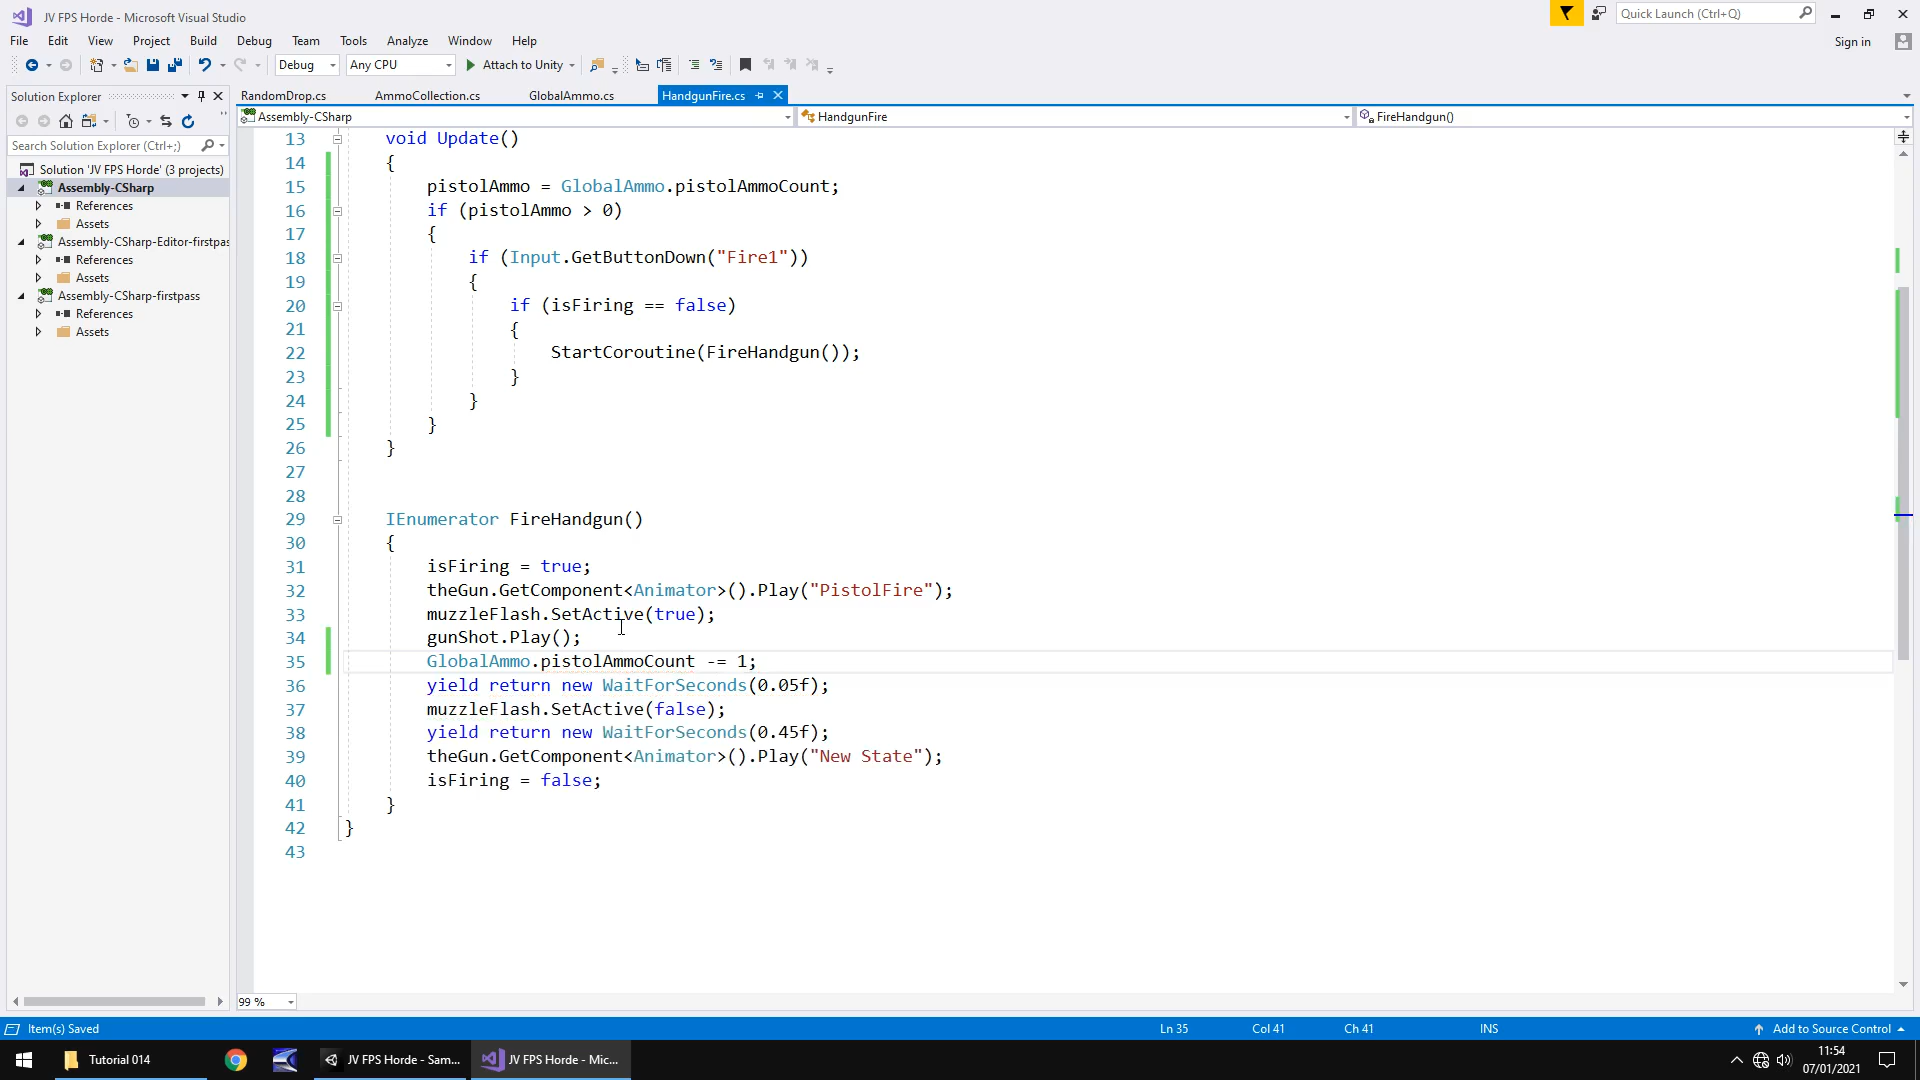 JV FPS Horde - Microsoft Visual Studio
Quick Launch (Ctrl+Q)
File Edit View Project Build Debug Team Tools Analyze Window Help
Sign in
Debug Any CPU Attach to Unity
Solution Explorer
RandomDrop.cs AmmoCollection.cs GlobalAmmo.cs HandgunFire.cs
Assembly-CSharp HandgunFire FireHandgun()
Search Solution Explorer (Ctrl+;)
Solution 'JV FPS Horde' (3 projects)
Assembly-CSharp
References
Assets
Assembly-CSharp-Editor-firstpas
References
Assets
Assembly-CSharp-firstpass
References
Assets
13 void Update()
14 {
15 pistolAmmo = GlobalAmmo.pistolAmmoCount;
16 if (pistolAmmo > 0)
17 {
18 if (Input.GetButtonDown("Fire1"))
19 {
20 if (isFiring == false)
21 {
22 StartCoroutine(FireHandgun());
23 }
24 }
25 }
26 }
27
28
29 IEnumerator FireHandgun()
30 {
31 isFiring = true;
32 theGun.GetComponent<Animator>().Play("PistolFire");
33 muzzleFlash.SetActive(true);
34 gunShot.Play();
35 GlobalAmmo.pistolAmmoCount -= 1;
36 yield return new WaitForSeconds(0.05f);
37 muzzleFlash.SetActive(false);
38 yield return new WaitForSeconds(0.45f);
39 theGun.GetComponent<Animator>().Play("New State");
40 isFiring = false;
41 }
42 }
43
99 %
Item(s) Saved Ln 35 Col 41 Ch 41 INS Add to Source Control
Tutorial 014 JV FPS Horde - Sam... JV FPS Horde - Mic... 11:54
07/01/2021